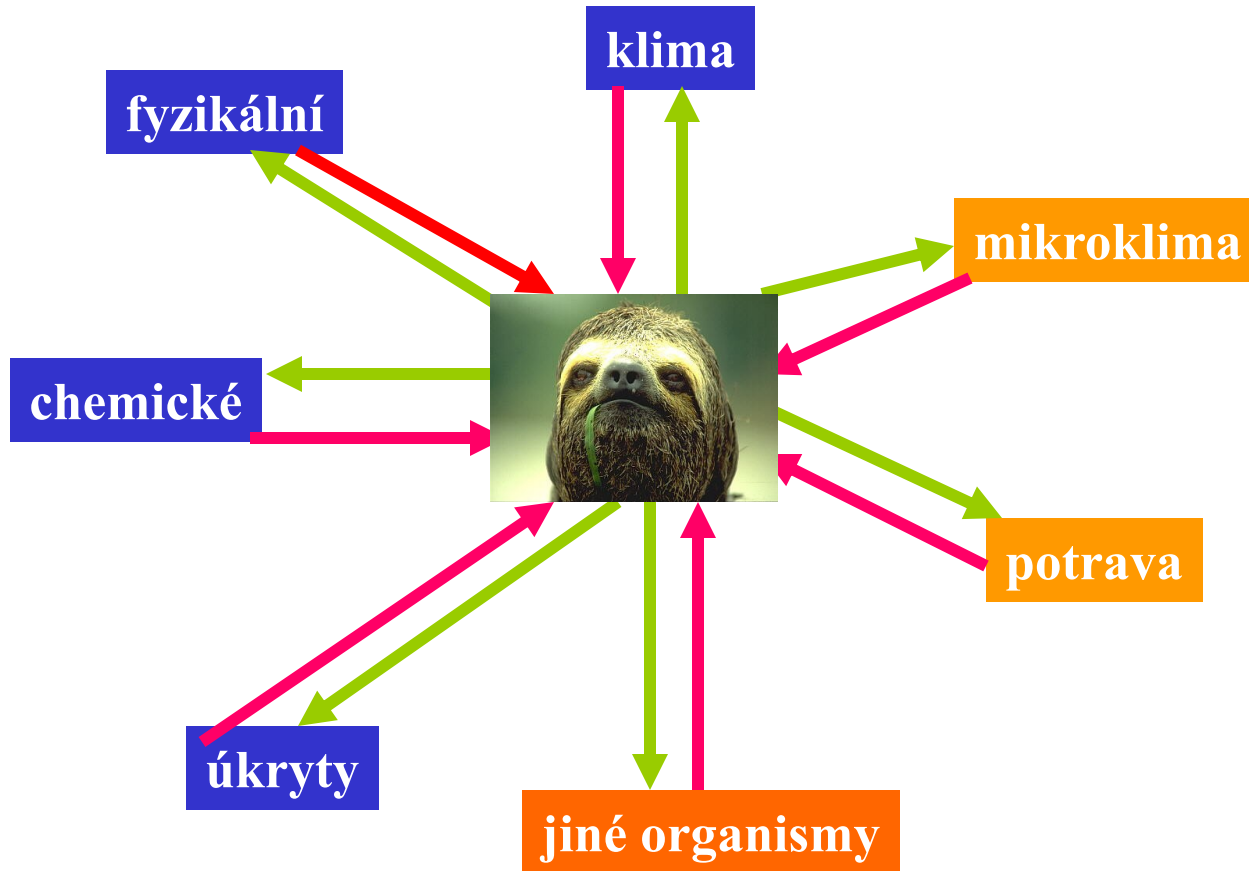 klima
fyzikální
mikroklima
chemické
potrava
úkryty
jiné organismy